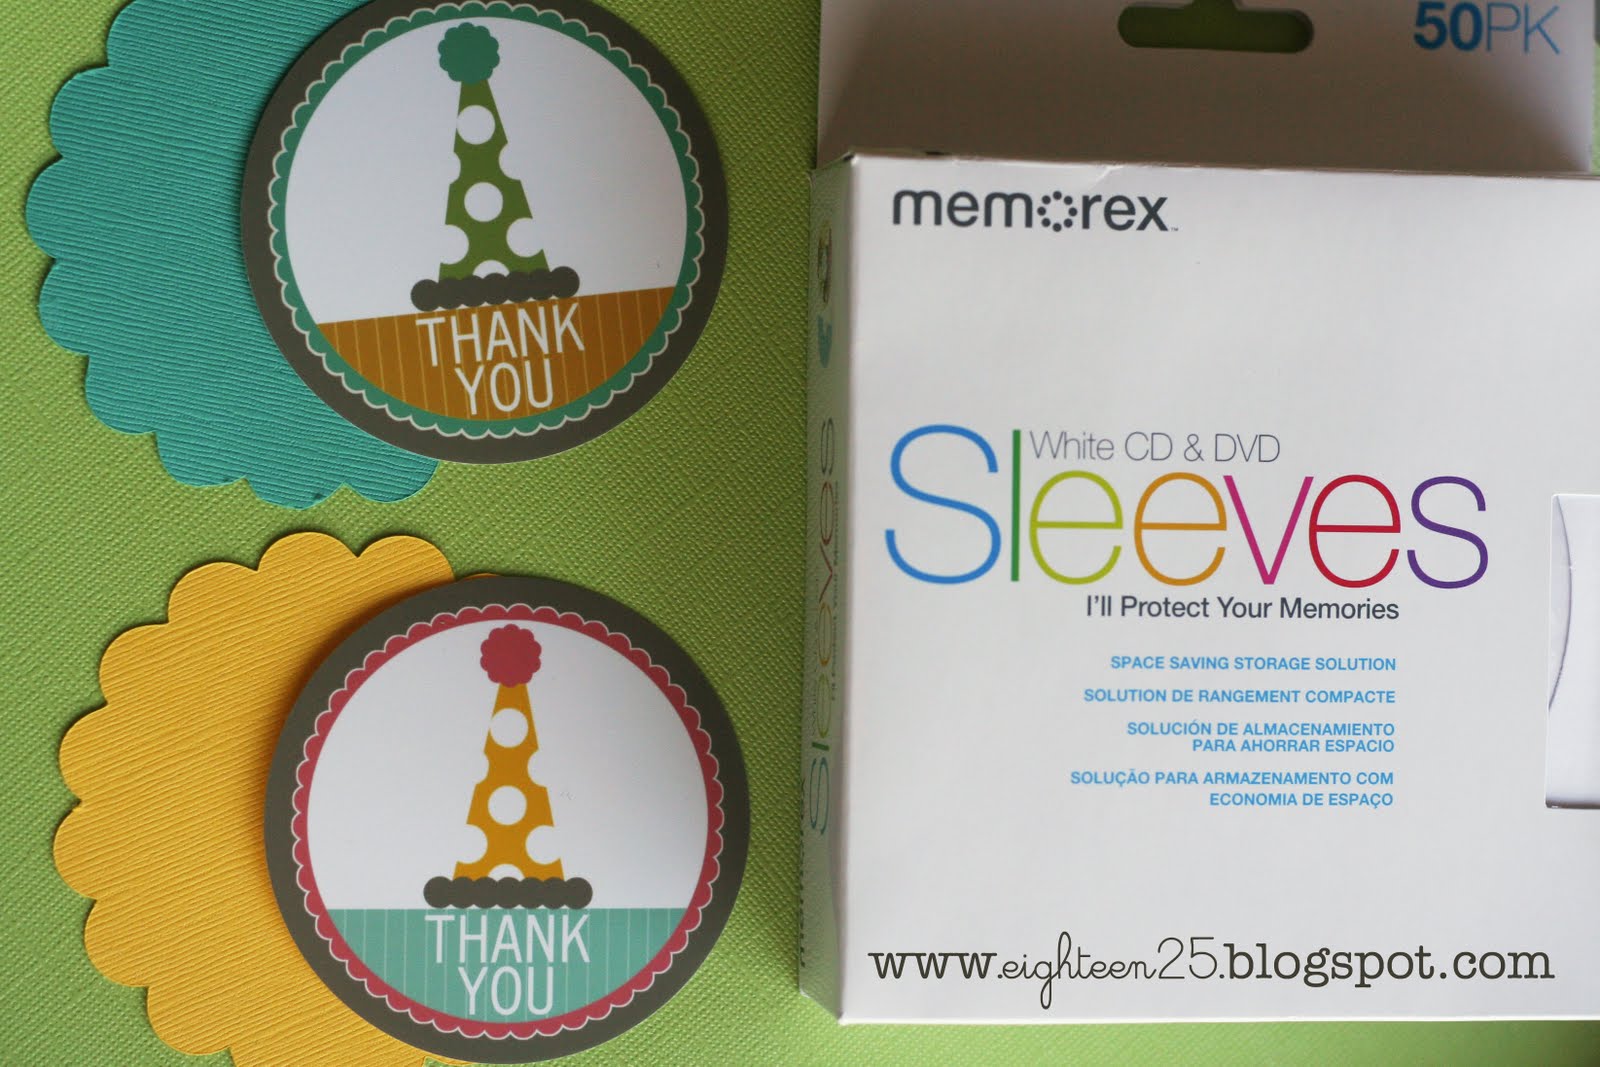 THANK
YOU
THANK
YOU
50PK
memorex™
White CD & DVD
Sleeves
I'll Protect Your Memories
SPACE SAVING STORAGE SOLUTION
SOLUTION DE RANGEMENT COMPACTE
SOLUCIÓN DE ALMACENAMIENTO
PARA AHORRAR ESPACIO
SOLUÇÃO PARA ARMAZENAMENTO COM
ECONOMIA DE ESPAÇO
Sleeves
www.eighteen25.blogspot.com